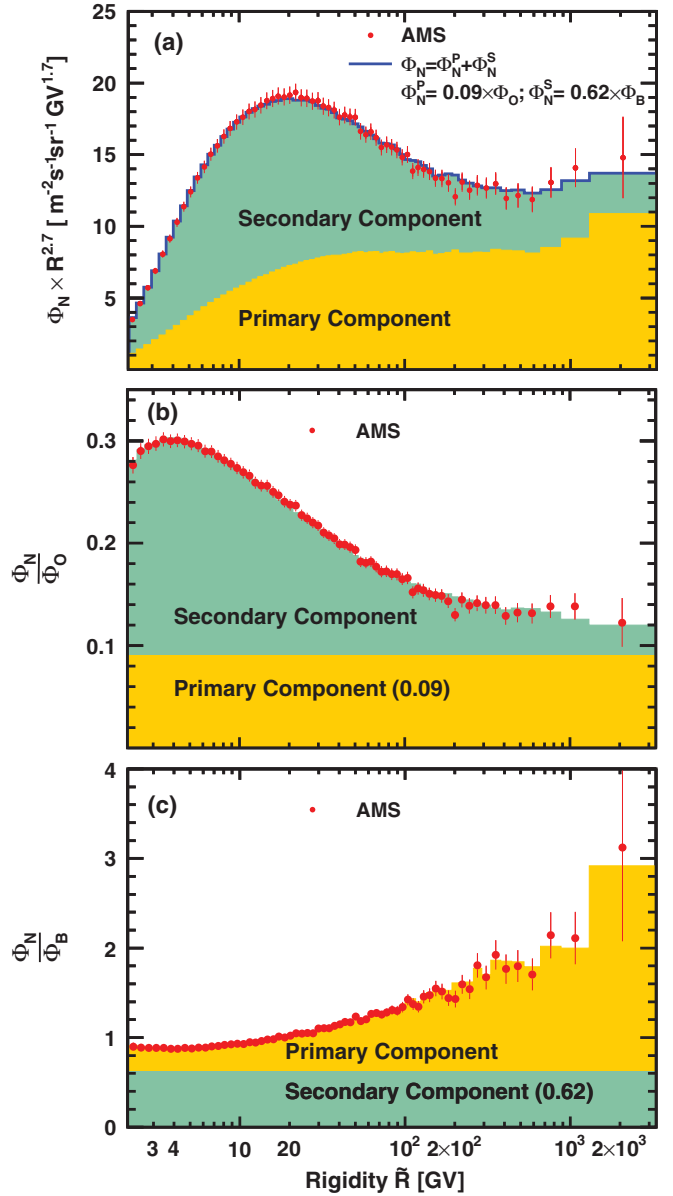 (a)
AMS
Φ_N=Φ_N^P+Φ_N^S
Φ_N^P= 0.09×Φ_O; Φ_N^S= 0.62×Φ_B
Φ_N × R^2.7 [ m^-2s^-1sr^-1 GV^1.7]
25
20
15
10
5
Secondary Component
Primary Component
(b)
AMS
Φ_N
Φ_O
0.3
0.2
0.1
Secondary Component
Primary Component (0.09)
(c)
AMS
Φ_N
Φ_B
4
3
2
1
0
Primary Component
Secondary Component (0.62)
3 4 10 20 10^2 2×10^2 10^3 2×10^3
Rigidity R̃ [GV]